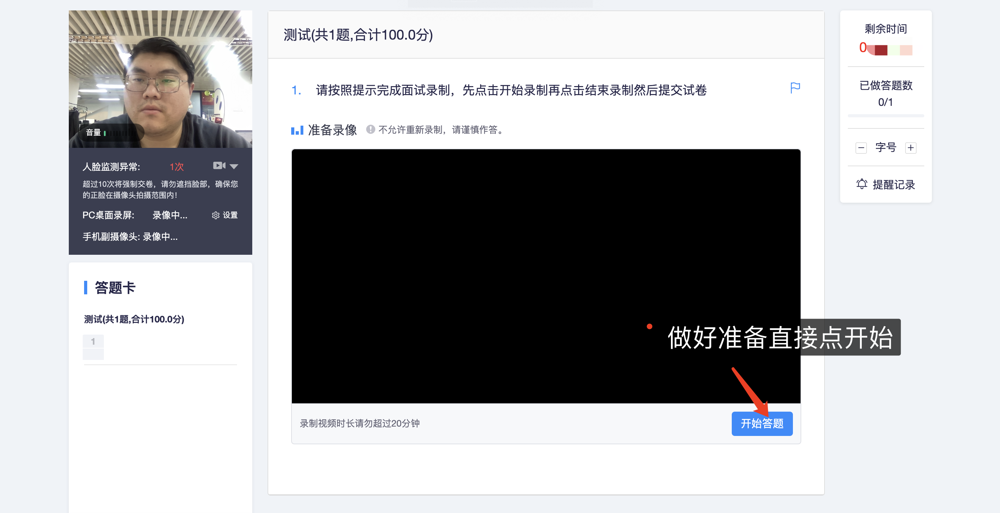 音量
人脸监测异常: 1次
超过10次将强制交卷，请勿遮挡脸部，确保您
的正脸在摄像头拍摄范围内！
PC桌面录屏: 录像中... 设置
手机副摄像头: 录像中...
答题卡
测试(共1题,合计100.0分)
1
测试(共1题,合计100.0分)
1. 请按照提示完成面试录制，先点击开始录制再点击结束录制然后提交试卷
准备录像 不允许重新录制，请谨慎作答。
做好准备直接点开始
录制视频时长请勿超过20分钟
开始答题
剩余时间
0
已做答题数
0/1
字号
提醒记录